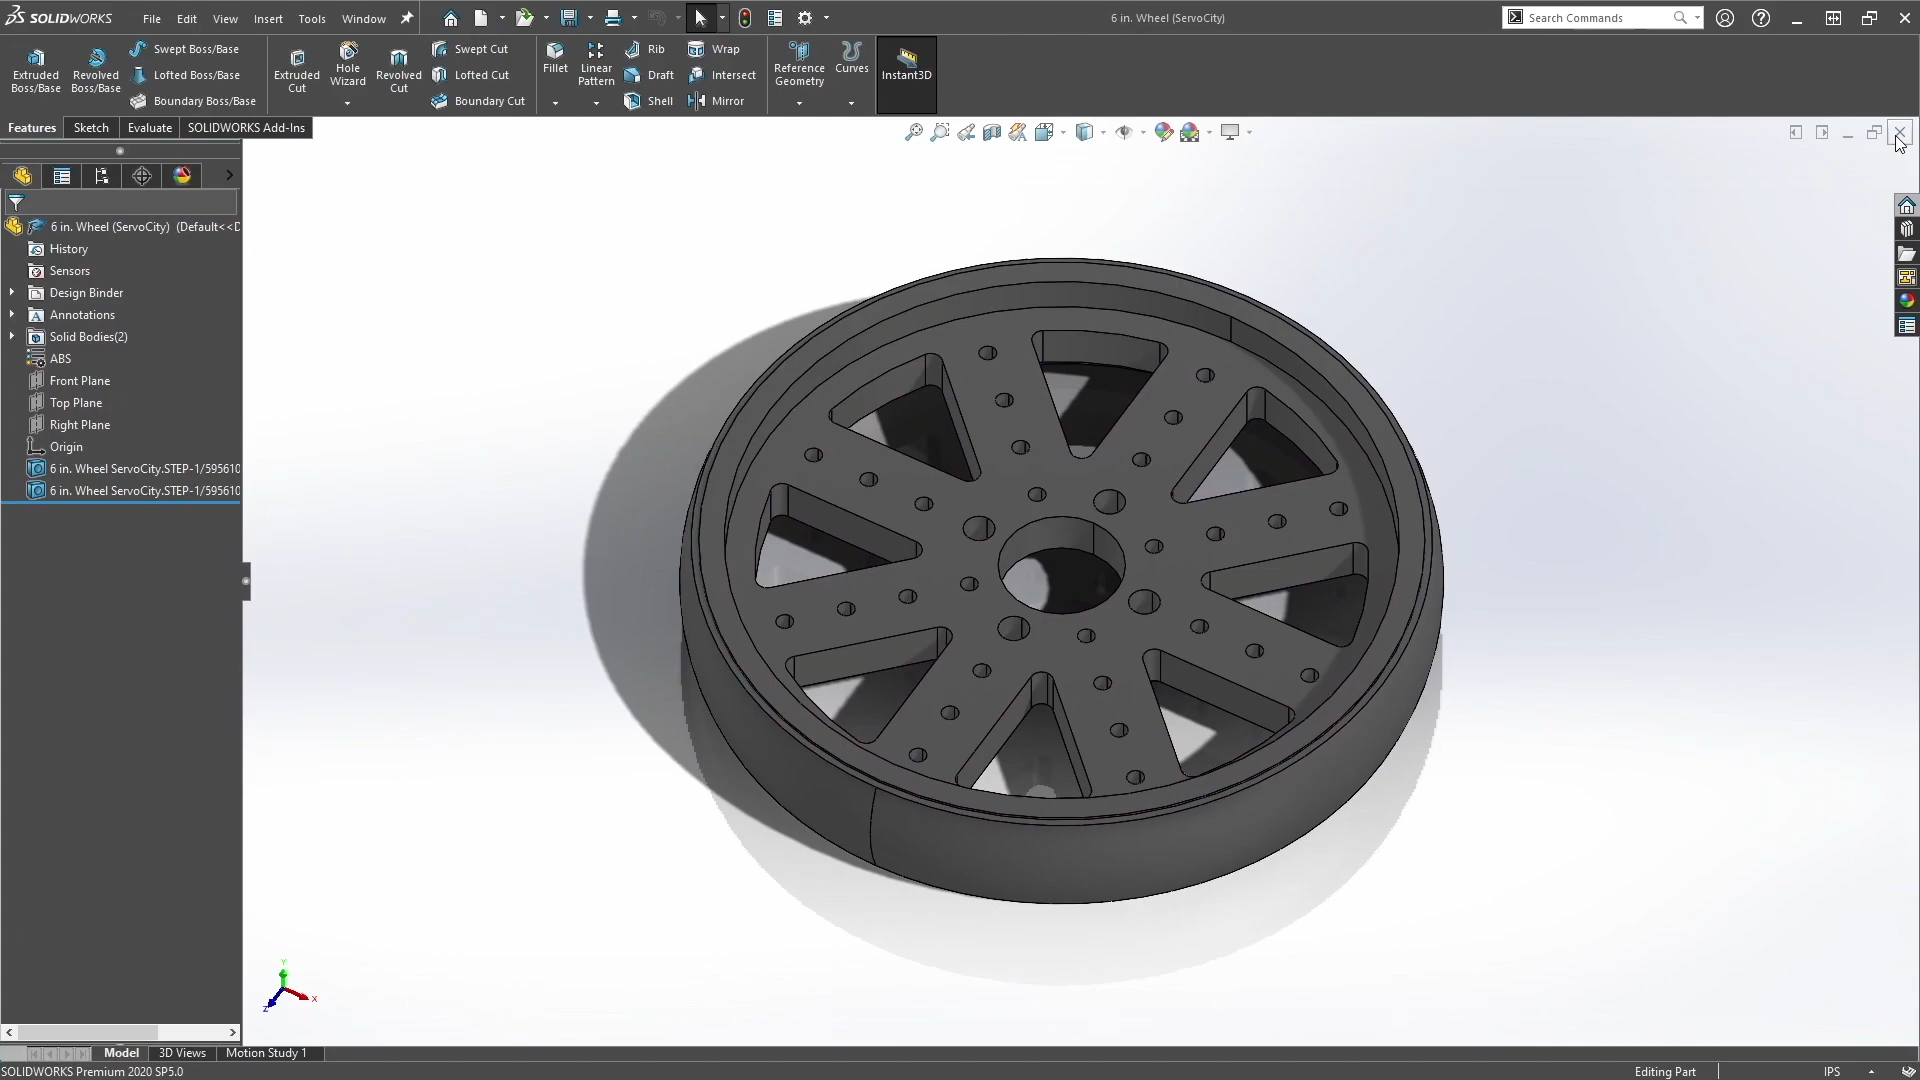 SOLIDWORKS File Edit View Insert Tools Window 6 in. Wheel (ServoCity) Search Commands
Extruded Boss/Base
Revolved Boss/Base
Swept Boss/Base
Lofted Boss/Base
Boundary Boss/Base
Extruded Cut
Hole Wizard
Revolved Cut
Swept Cut
Lofted Cut
Boundary Cut
Fillet
Linear Pattern
Rib
Draft
Shell
Wrap
Intersect
Mirror
Reference Geometry
Curves
Instant3D
Features Sketch Evaluate SOLIDWORKS Add-Ins
6 in. Wheel (ServoCity) (Default<<D
History
Sensors
Design Binder
Annotations
Solid Bodies(2)
ABS
Front Plane
Top Plane
Right Plane
Origin
6 in. Wheel ServoCity.STEP-1/595610
6 in. Wheel ServoCity.STEP-1/595610
Y
X
Z
Model 3D Views Motion Study 1
SOLIDWORKS Premium 2020 SP5.0 Editing Part IPS